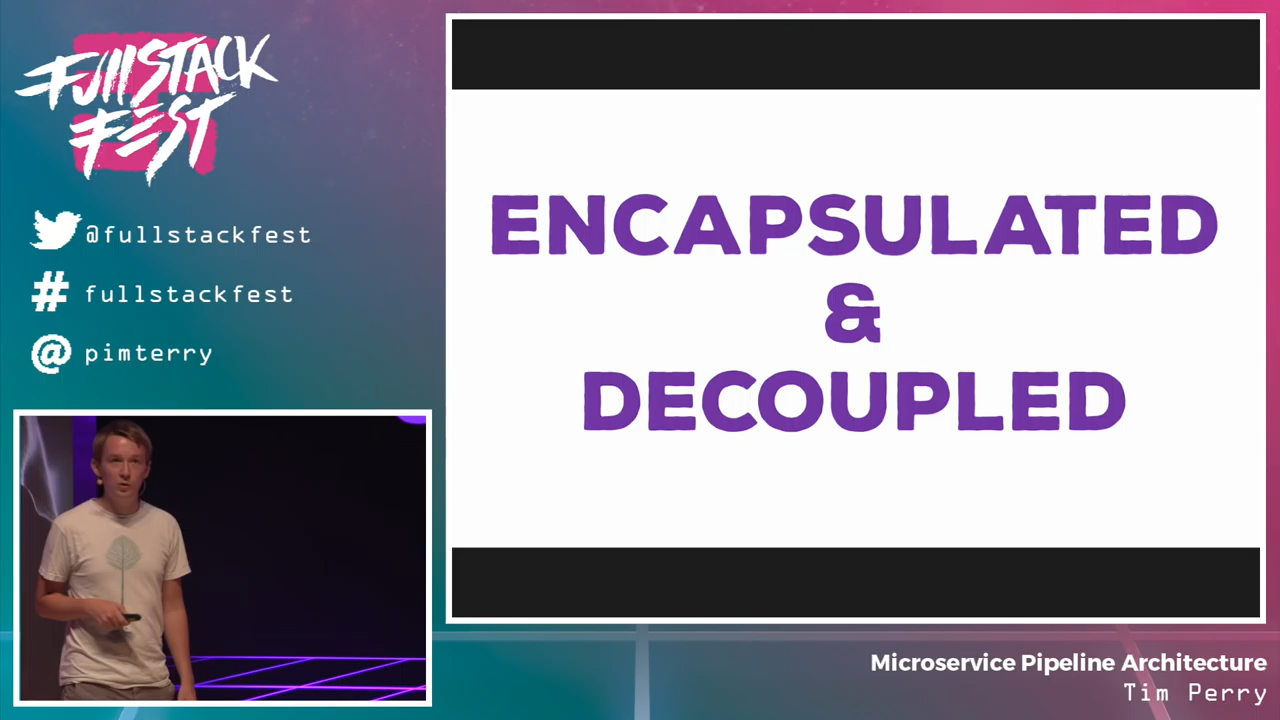 FullSTACK
FEST
@fullstackfest
# fullstackfest
@ pimterry
ENCAPSULATED
&
DECOUPLED
Microservice Pipeline Architecture
Tim Perry